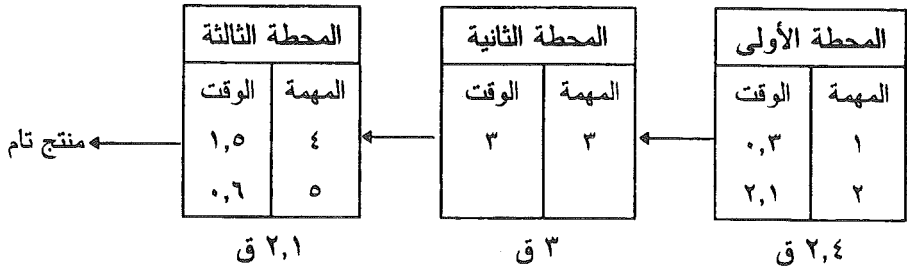 المحطة الأولى المحطة الثانية المحطة الثالثة
المهمة الوقت المهمة الوقت المهمة الوقت
١ ٠,٣ ٣ ٣ ٤ ١,٥ منتج تام
٢ ٢,١ ٥ ٠,٦
٢,٤ ق ٣ ق ٢,١ ق